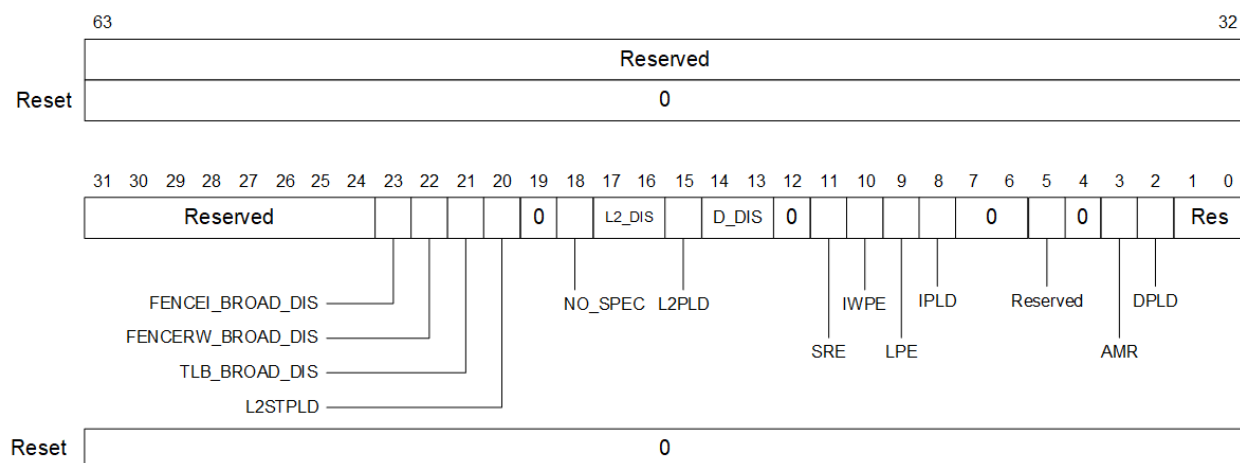 63 32
Reserved
Reset 0
31 30 29 28 27 26 25 24 23 22 21 20 19 18 17 16 15 14 13 12 11 10 9 8 7 6 5 4 3 2 1 0
Reserved 0 L2_DIS D_DIS 0 0 0 Res
FENCEI_BROAD_DIS NO_SPEC L2PLD IWPE IPLD Reserved DPLD
FENCERW_BROAD_DIS
SRE LPE AMR
TLB_BROAD_DIS
L2STPLD
Reset 0